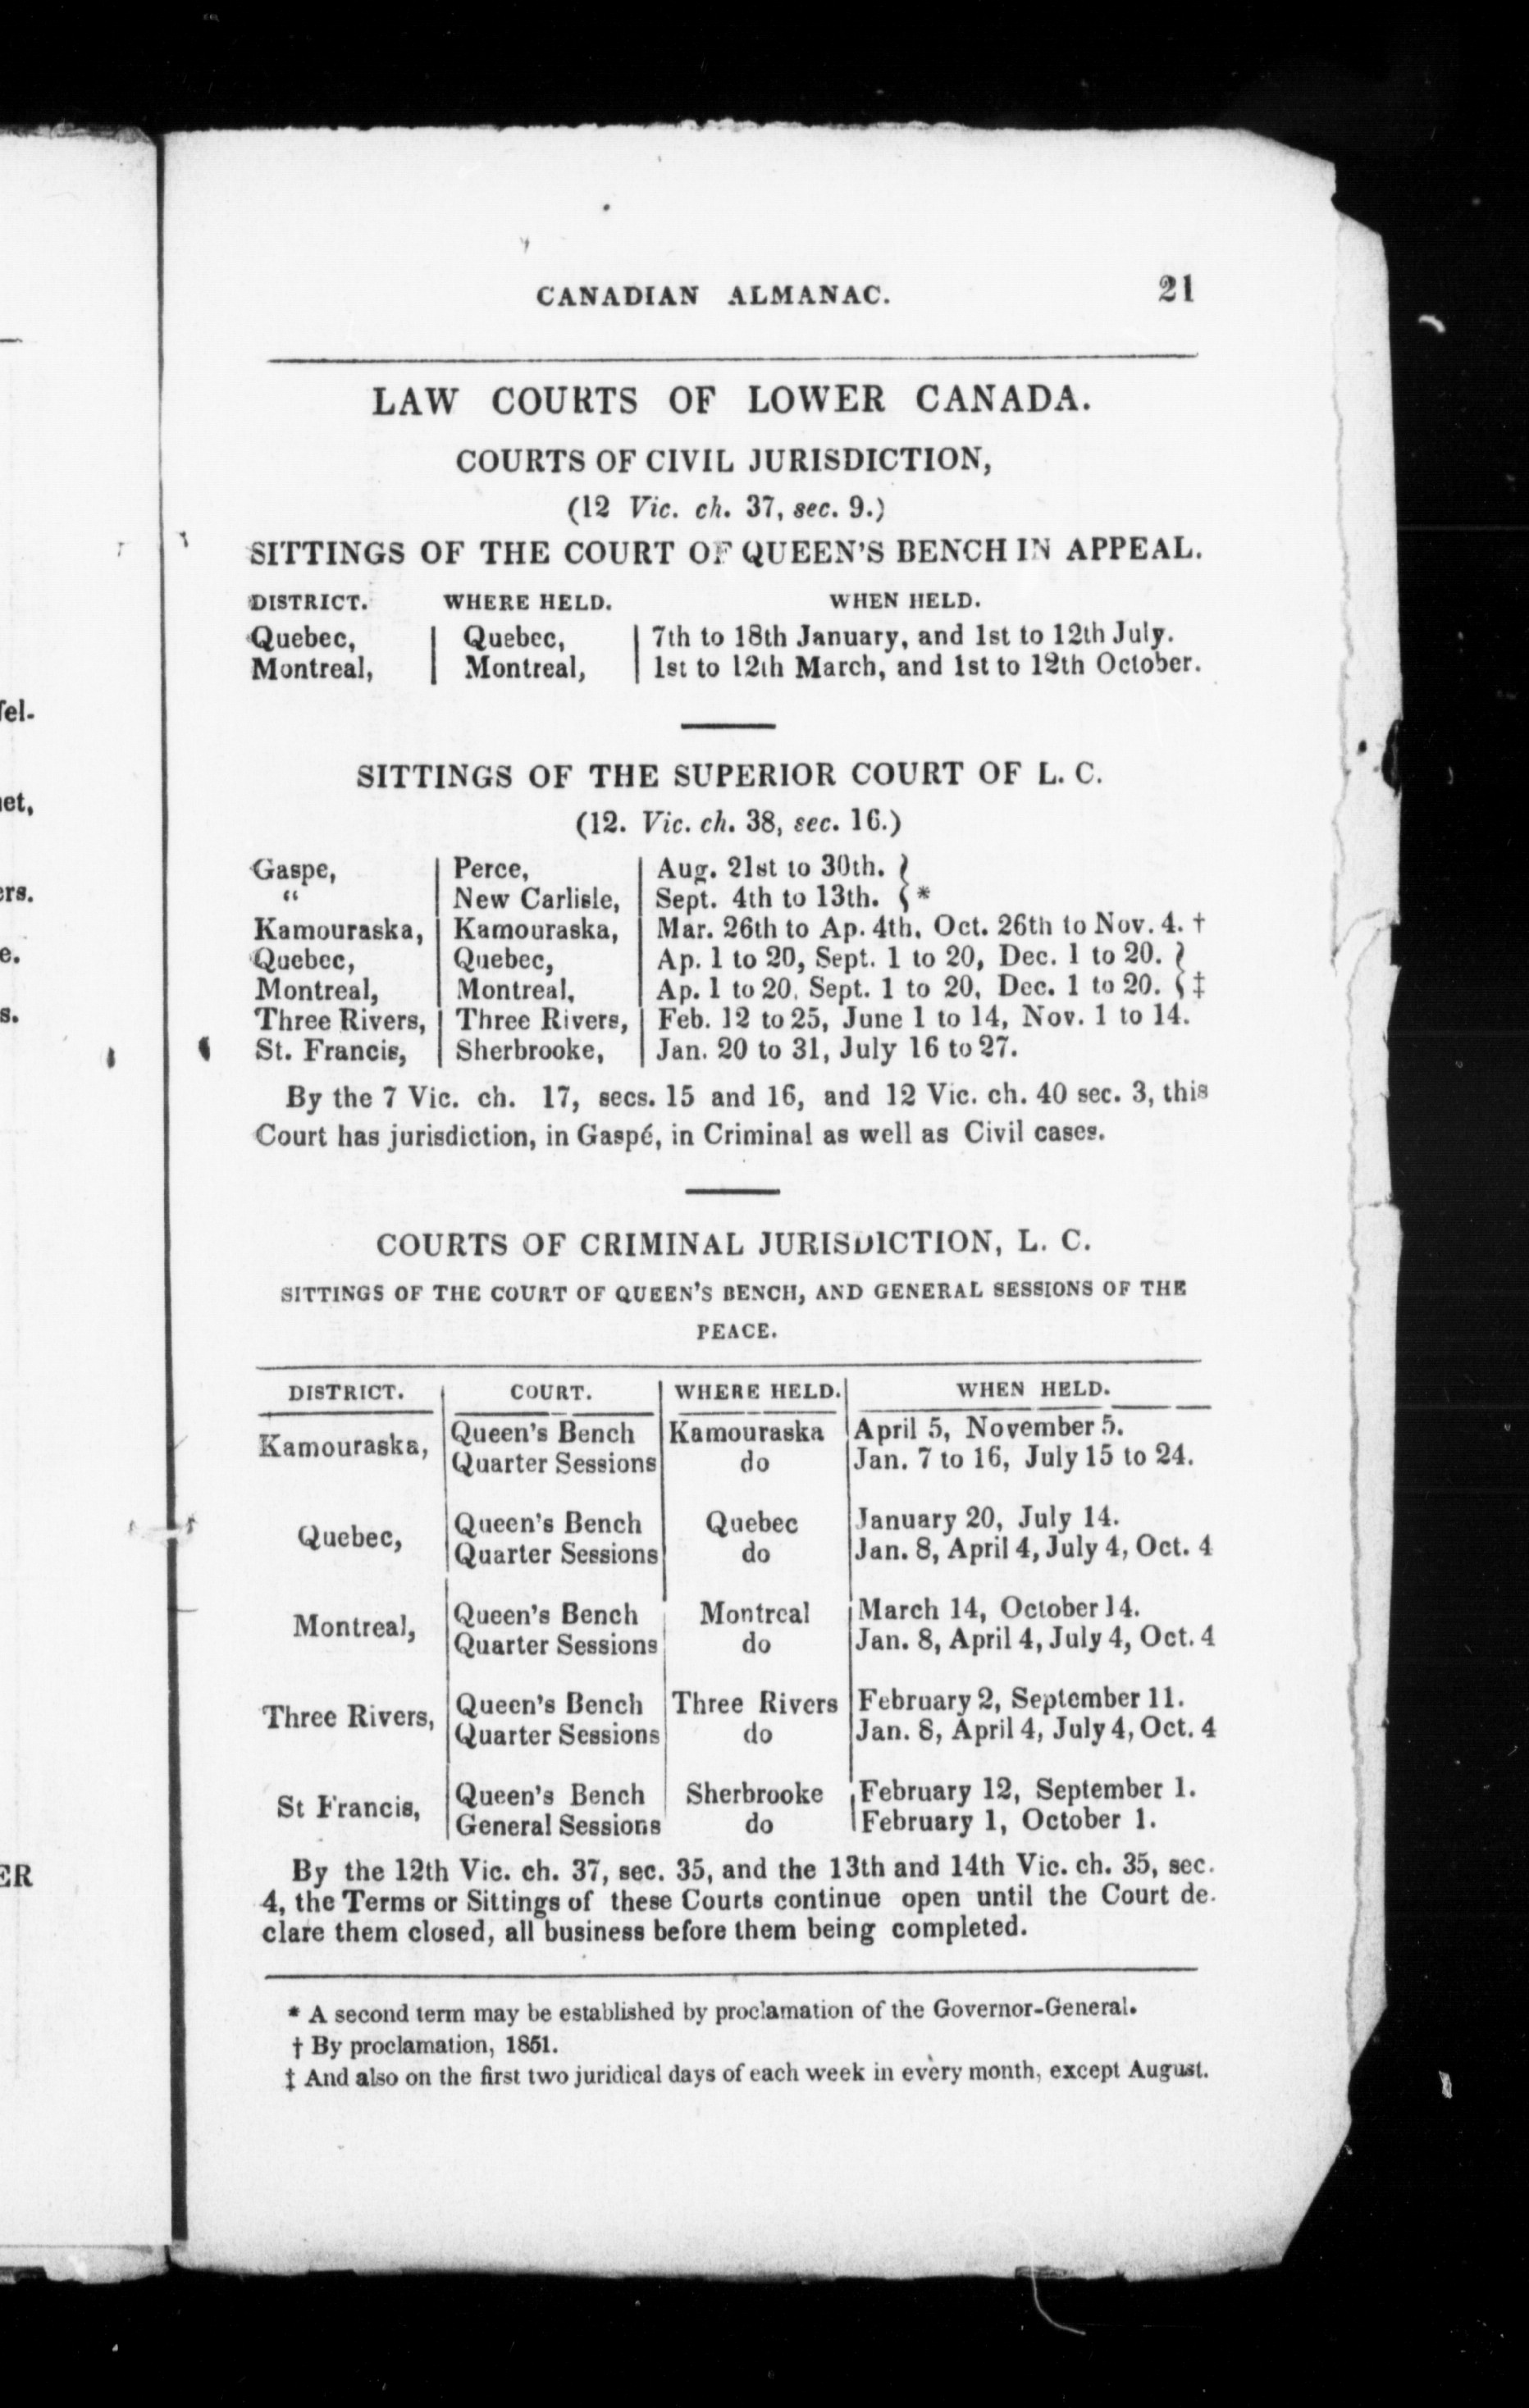 CANADIAN ALMANAC. 21
LAW COURTS OF LOWER CANADA.
COURTS OF CIVIL JURISDICTION,
(12 Vic. ch. 37, sec. 9.)
SITTINGS OF THE COURT OF QUEEN'S BENCH IN APPEAL.
DISTRICT. WHERE HELD. WHEN HELD.
Quebec, Quebec, 7th to 18th January, and 1st to 12th July.
Montreal, Montreal, 1st to 12th March, and 1st to 12th October.
SITTINGS OF THE SUPERIOR COURT OF L. C.
(12. Vic. ch. 38, sec. 16.)
Gaspe, Perce, Aug. 21st to 30th.
“ New Carlisle, Sept. 4th to 13th. *
Kamouraska, Kamouraska, Mar. 26th to Ap. 4th, Oct. 26th to Nov. 4. †
Quebec, Quebec, Ap. 1 to 20, Sept. 1 to 20, Dec. 1 to 20.
Montreal, Montreal, Ap. 1 to 20, Sept. 1 to 20, Dec. 1 to 20. ‡
Three Rivers, Three Rivers, Feb. 12 to 25, June 1 to 14, Nov. 1 to 14.
St. Francis, Sherbrooke, Jan. 20 to 31, July 16 to 27.
By the 7 Vic. ch. 17, secs. 15 and 16, and 12 Vic. ch. 40 sec. 3, this
Court has jurisdiction, in Gaspé, in Criminal as well as Civil cases.
COURTS OF CRIMINAL JURISDICTION, L. C.
SITTINGS OF THE COURT OF QUEEN'S BENCH, AND GENERAL SESSIONS OF THE
PEACE.
DISTRICT. COURT. WHERE HELD. WHEN HELD.
Kamouraska, Queen's Bench Kamouraska April 5, November 5.
Quarter Sessions do Jan. 7 to 16, July 15 to 24.
Quebec, Queen's Bench Quebec January 20, July 14.
Quarter Sessions do Jan. 8, April 4, July 4, Oct. 4
Montreal, Queen's Bench Montreal March 14, October 14.
Quarter Sessions do Jan. 8, April 4, July 4, Oct. 4
Three Rivers, Queen's Bench Three Rivers February 2, September 11.
Quarter Sessions do Jan. 8, April 4, July 4, Oct. 4
St Francis, Queen's Bench Sherbrooke February 12, September 1.
General Sessions do February 1, October 1.
By the 12th Vic. ch. 37, sec. 35, and the 13th and 14th Vic. ch. 35, sec.
4, the Terms or Sittings of these Courts continue open until the Court de-
clare them closed, all business before them being completed.
* A second term may be established by proclamation of the Governor-General.
† By proclamation, 1851.
‡ And also on the first two juridical days of each week in every month, except August.